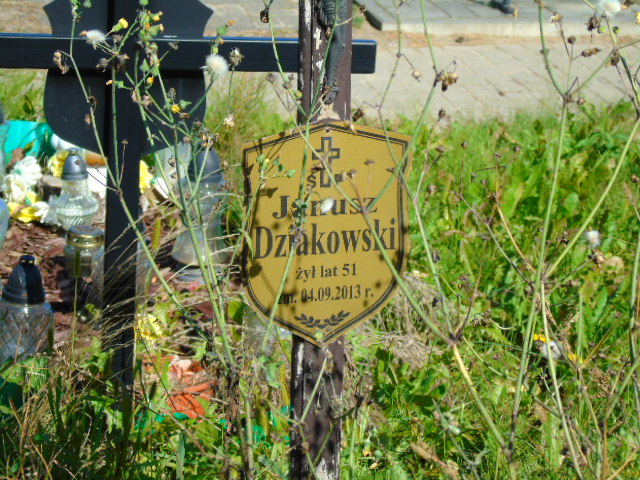 Ś P
Janusz
Dziakowski
żył lat 51
zm. 04.09.2013 r.